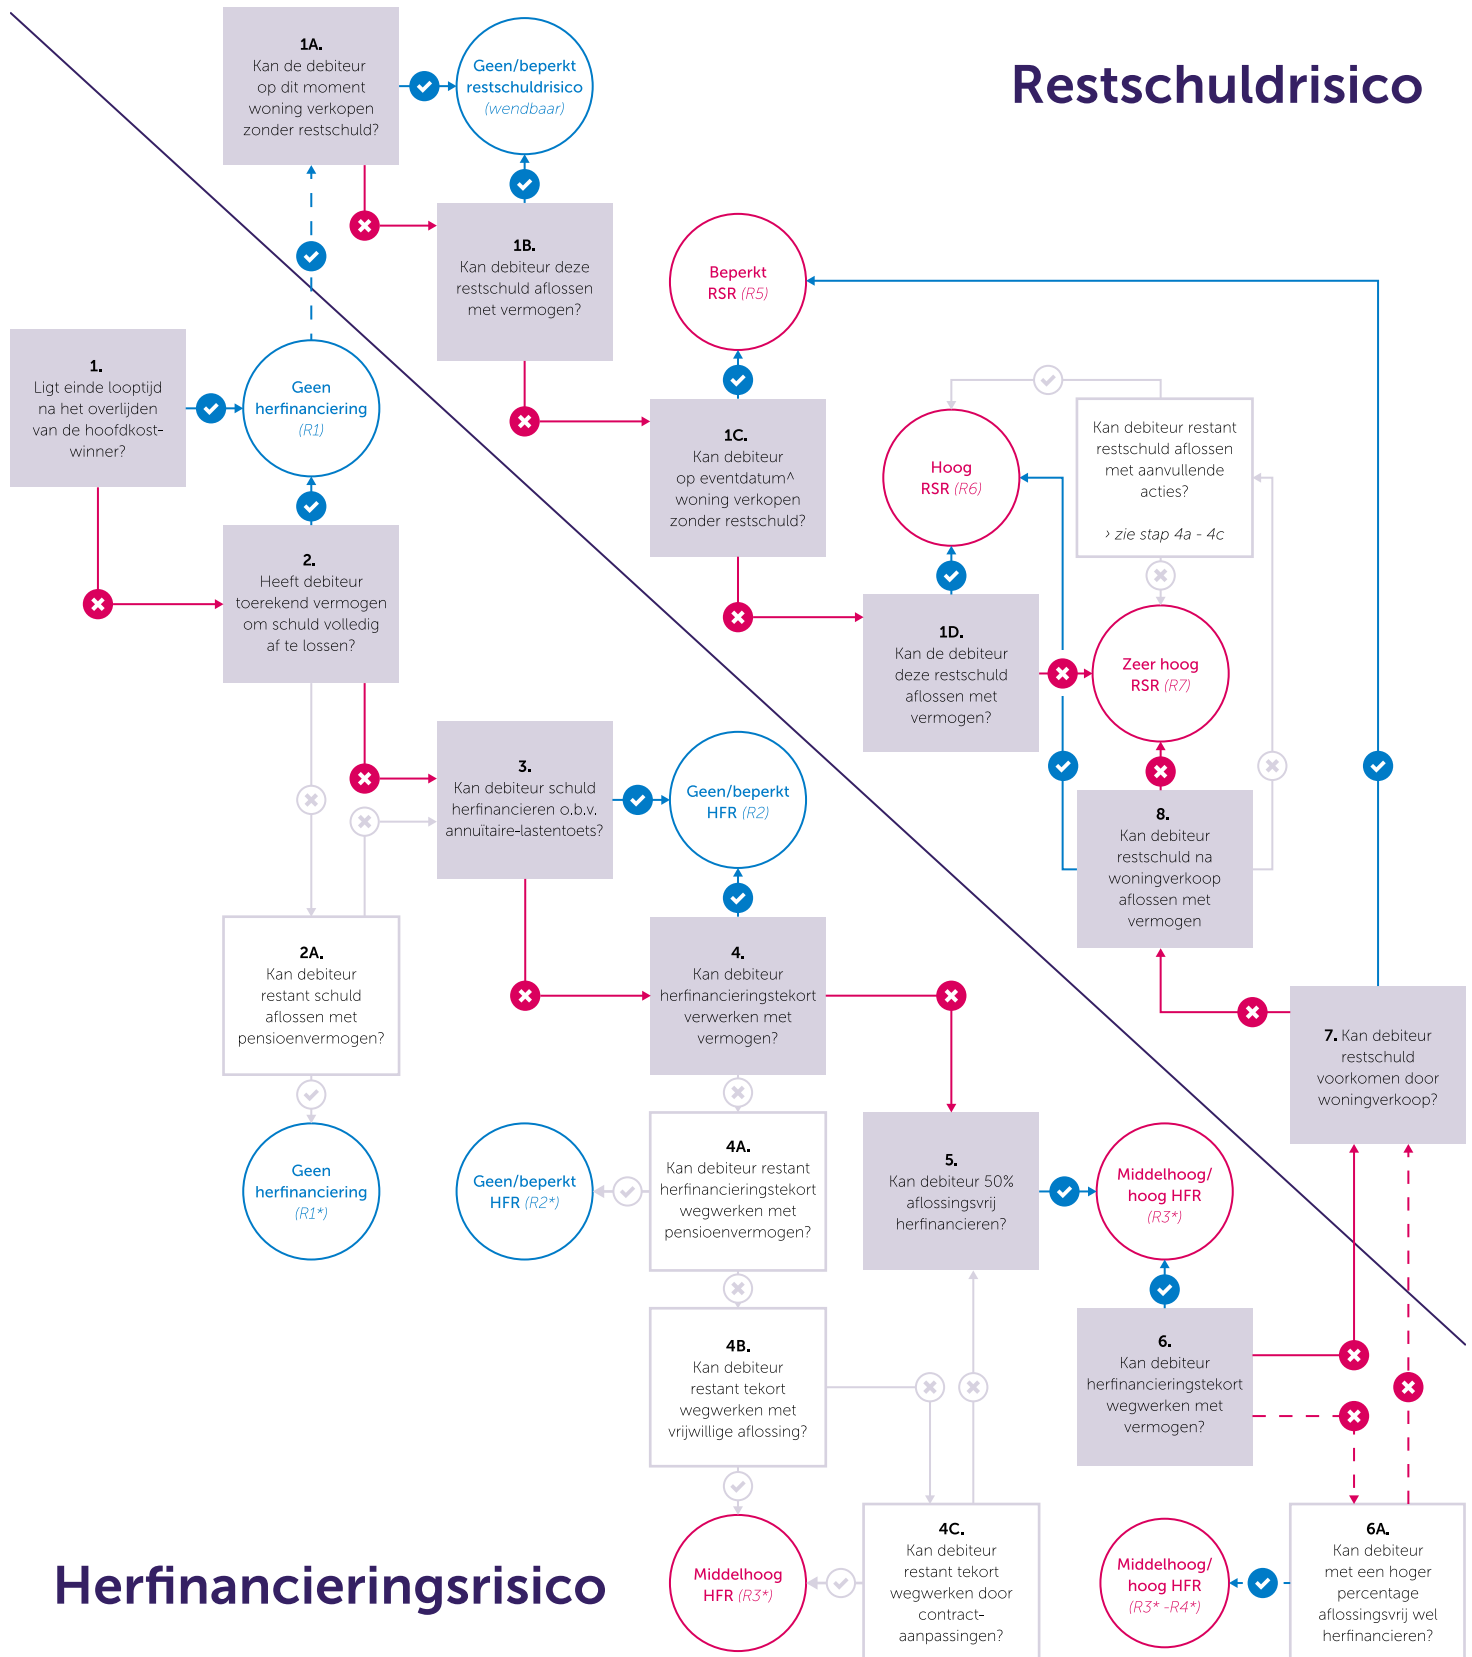 Restschuldrisico
1A.
Kan de debiteur
op dit moment
woning verkopen
zonder restschuld?
Geen/beperkt
restschuldrisico
(wendbaar)
1B.
Kan debiteur deze
restschuld aflossen
met vermogen?
Beperkt
RSR (R5)
1.
Ligt einde looptijd
na het overlijden
van de hoofdkost-
winner?
Geen
herfinanciering
(R1)
1C.
Kan debiteur
op eventdatum^
woning verkopen
zonder restschuld?
Hoog
RSR (R6)
Kan debiteur restant
restschuld aflossen
met aanvullende
acties?
› zie stap 4a - 4c
2.
Heeft debiteur
toerekend vermogen
om schuld volledig
af te lossen?
1D.
Kan de debiteur
deze restschuld
aflossen met
vermogen?
Zeer hoog
RSR (R7)
3.
Kan debiteur schuld
herfinancieren o.b.v.
annuïtaire-lastentoets?
Geen/beperkt
HFR (R2)
8.
Kan debiteur
restschuld na
woningverkoop
aflossen met
vermogen
2A.
Kan debiteur
restant schuld
aflossen met
pensioenvermogen?
4.
Kan debiteur
herfinancieringstekort
verwerken met
vermogen?
7. Kan debiteur
restschuld
voorkomen door
woningverkoop?
Geen
herfinanciering
(R1*)
Geen/beperkt
HFR (R2*)
4A.
Kan debiteur restant
herfinancieringstekort
wegwerken met
pensioenvermogen?
5.
Kan debiteur 50%
aflossingsvrij
herfinancieren?
Middelhoog/
hoog HFR
(R3*)
4B.
Kan debiteur
restant tekort
wegwerken met
vrijwillige aflossing?
6.
Kan debiteur
herfinancieringstekort
wegwerken met
vermogen?
Middelhoog
HFR (R3*)
4C.
Kan debiteur
restant tekort
wegwerken door
contract-
aanpassingen?
Middelhoog/
hoog HFR
(R3* -R4*)
6A.
Kan debiteur
met een hoger
percentage
aflossingsvrij wel
herfinancieren?
Herfinancieringsrisico